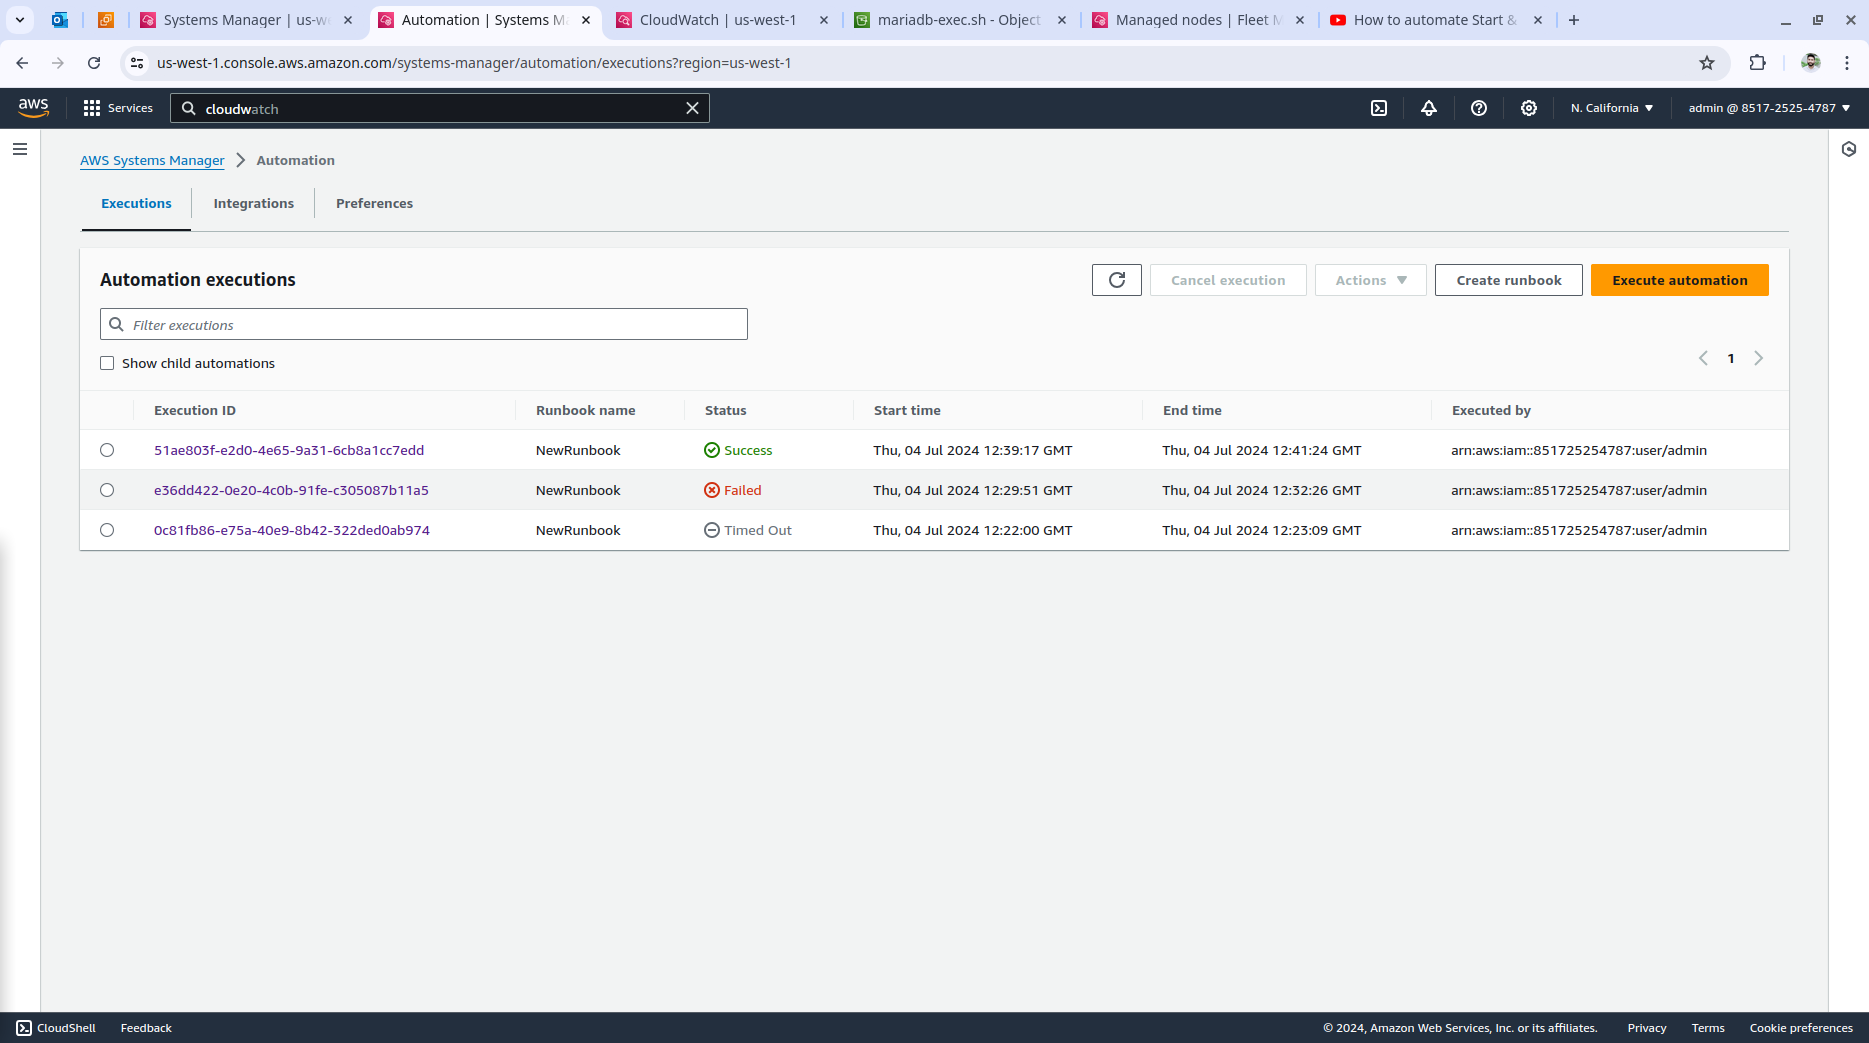 Systems Manager | us-we
Automation | Systems M
CloudWatch | us-west-1
mariadb-exec.sh - Object
Managed nodes | Fleet M
How to automate Start &
us-west-1.console.aws.amazon.com/systems-manager/automation/executions?region=us-west-1
aws
Services
cloudwatch
N. California
admin @ 8517-2525-4787
AWS Systems Manager
Automation
Executions
Integrations
Preferences
Automation executions
Cancel execution
Actions
Create runbook
Execute automation
Filter executions
Show child automations
1
Execution ID Runbook name Status Start time End time Executed by
51ae803f-e2d0-4e65-9a31-6cb8a1cc7edd NewRunbook Success Thu, 04 Jul 2024 12:39:17 GMT Thu, 04 Jul 2024 12:41:24 GMT arn:aws:iam::851725254787:user/admin
e36dd422-0e20-4c0b-91fe-c305087b11a5 NewRunbook Failed Thu, 04 Jul 2024 12:29:51 GMT Thu, 04 Jul 2024 12:32:26 GMT arn:aws:iam::851725254787:user/admin
0c81fb86-e75a-40e9-8b42-322ded0ab974 NewRunbook Timed Out Thu, 04 Jul 2024 12:22:00 GMT Thu, 04 Jul 2024 12:23:09 GMT arn:aws:iam::851725254787:user/admin
CloudShell
Feedback
© 2024, Amazon Web Services, Inc. or its affiliates.
Privacy
Terms
Cookie preferences